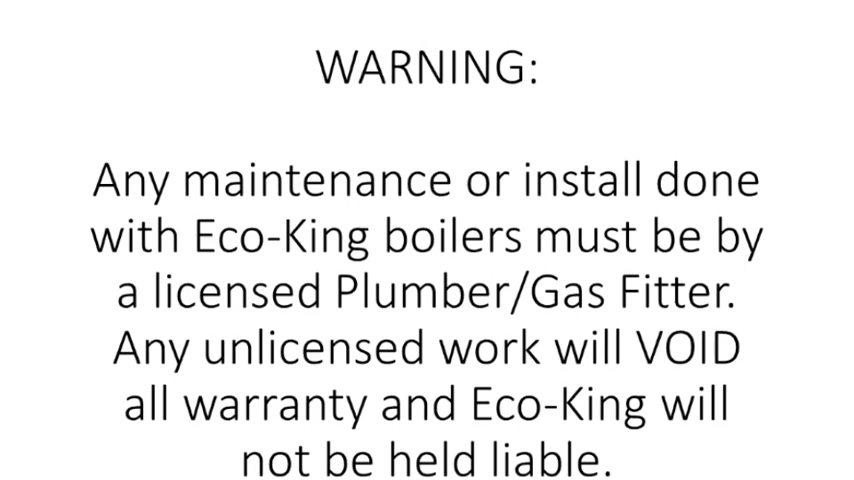 WARNING:
Any maintenance or install done
with Eco-King boilers must be by
a licensed Plumber/Gas Fitter.
Any unlicensed work will VOID
all warranty and Eco-King will
not be held liable.